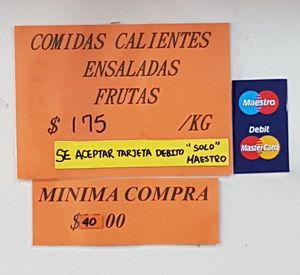 COMIDAS CALIENTES
ENSALADAS
FRUTAS
$ 175 /KG
SE ACEPTAR TARJETA DEBITO "SOLO"
MAESTRO
MINIMA COMPRA
$40.00
Maestro
Debit
MasterCard